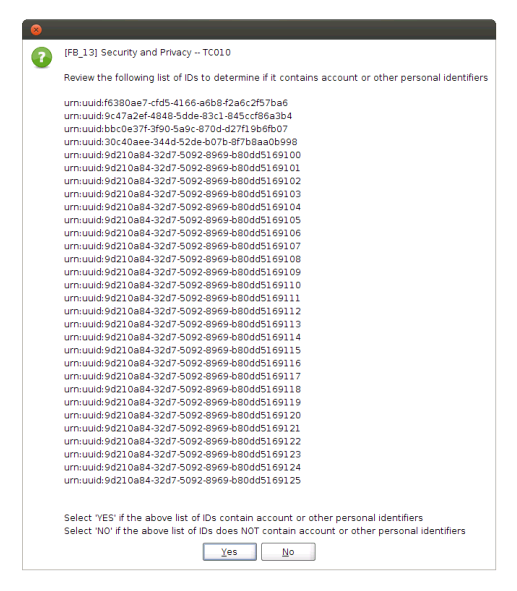 [FB_13] Security and Privacy -- TC010
Review the following list of IDs to determine if it contains account or other personal identifiers
urn:uuid:f6380ae7-cfd5-4166-a6b8-f2a6c2f57ba6
urn:uuid:9c47a2ef-4848-5dde-83c1-845ccf86a3b4
urn:uuid:bbc0e37f-3f90-5a9c-870d-d27f19b6fb07
urn:uuid:30c40aee-344d-52de-b07b-8f7b8aa0b998
urn:uuid:9d210a84-32d7-5092-8969-b80dd5169100
urn:uuid:9d210a84-32d7-5092-8969-b80dd5169101
urn:uuid:9d210a84-32d7-5092-8969-b80dd5169102
urn:uuid:9d210a84-32d7-5092-8969-b80dd5169103
urn:uuid:9d210a84-32d7-5092-8969-b80dd5169104
urn:uuid:9d210a84-32d7-5092-8969-b80dd5169105
urn:uuid:9d210a84-32d7-5092-8969-b80dd5169106
urn:uuid:9d210a84-32d7-5092-8969-b80dd5169107
urn:uuid:9d210a84-32d7-5092-8969-b80dd5169108
urn:uuid:9d210a84-32d7-5092-8969-b80dd5169109
urn:uuid:9d210a84-32d7-5092-8969-b80dd5169110
urn:uuid:9d210a84-32d7-5092-8969-b80dd5169111
urn:uuid:9d210a84-32d7-5092-8969-b80dd5169112
urn:uuid:9d210a84-32d7-5092-8969-b80dd5169113
urn:uuid:9d210a84-32d7-5092-8969-b80dd5169114
urn:uuid:9d210a84-32d7-5092-8969-b80dd5169115
urn:uuid:9d210a84-32d7-5092-8969-b80dd5169116
urn:uuid:9d210a84-32d7-5092-8969-b80dd5169117
urn:uuid:9d210a84-32d7-5092-8969-b80dd5169118
urn:uuid:9d210a84-32d7-5092-8969-b80dd5169119
urn:uuid:9d210a84-32d7-5092-8969-b80dd5169120
urn:uuid:9d210a84-32d7-5092-8969-b80dd5169121
urn:uuid:9d210a84-32d7-5092-8969-b80dd5169122
urn:uuid:9d210a84-32d7-5092-8969-b80dd5169123
urn:uuid:9d210a84-32d7-5092-8969-b80dd5169124
urn:uuid:9d210a84-32d7-5092-8969-b80dd5169125
Select 'YES' if the above list of IDs contain account or other personal identifiers
Select 'NO' if the above list of IDs does NOT contain account or other personal identifiers
Yes No